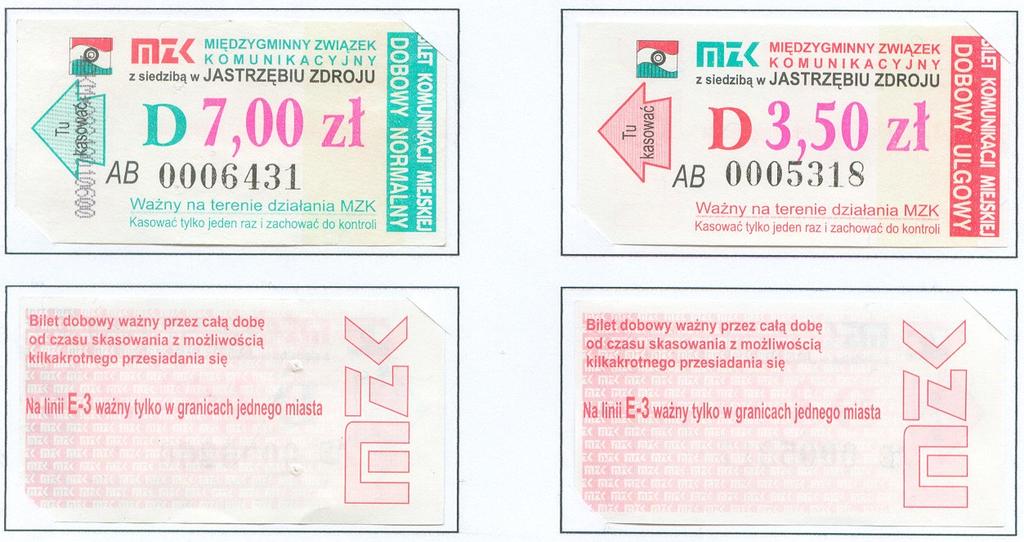 MZK MIĘDZYGMINNY ZWIĄZEK
KOMUNIKACYJNY
z siedzibą w JASTRZĘBIU ZDROJU
Tu
kasować
D 7,00 zł
AB 0006431
Ważny na terenie działania MZK
Kasować tylko jeden raz i zachować do kontroli
BILET KOMUNIKACJI MIEJSKIEJ
DOBOWY NORMALNY
MZK MIĘDZYGMINNY ZWIĄZEK
KOMUNIKACYJNY
z siedzibą w JASTRZĘBIU ZDROJU
Tu
kasować
D 3,50 zł
AB 0005318
Ważny na terenie działania MZK
Kasować tylko jeden raz i zachować do kontroli
BILET KOMUNIKACJI MIEJSKIEJ
DOBOWY ULGOWY
Bilet dobowy ważny przez całą dobę
od czasu skasowania z możliwością
kilkakrotnego przesiadania się
Na linii E-3 ważny tylko w granicach jednego miasta
MZK
Bilet dobowy ważny przez całą dobę
od czasu skasowania z możliwością
kilkakrotnego przesiadania się
Na linii E-3 ważny tylko w granicach jednego miasta
MZK